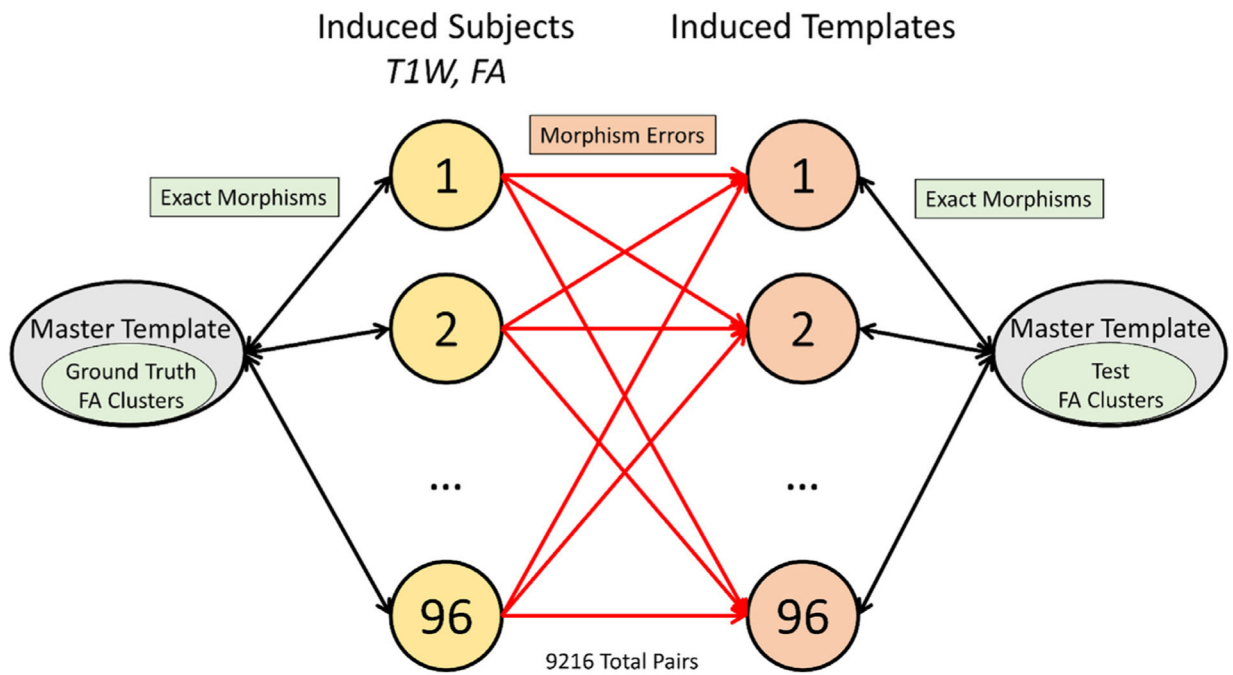 Induced Subjects
T1W, FA
Induced Templates
Morphism Errors
Exact Morphisms
Exact Morphisms
1
1
2
2
Master Template
Ground Truth
FA Clusters
Master Template
Test
FA Clusters
...
...
96
96
9216 Total Pairs